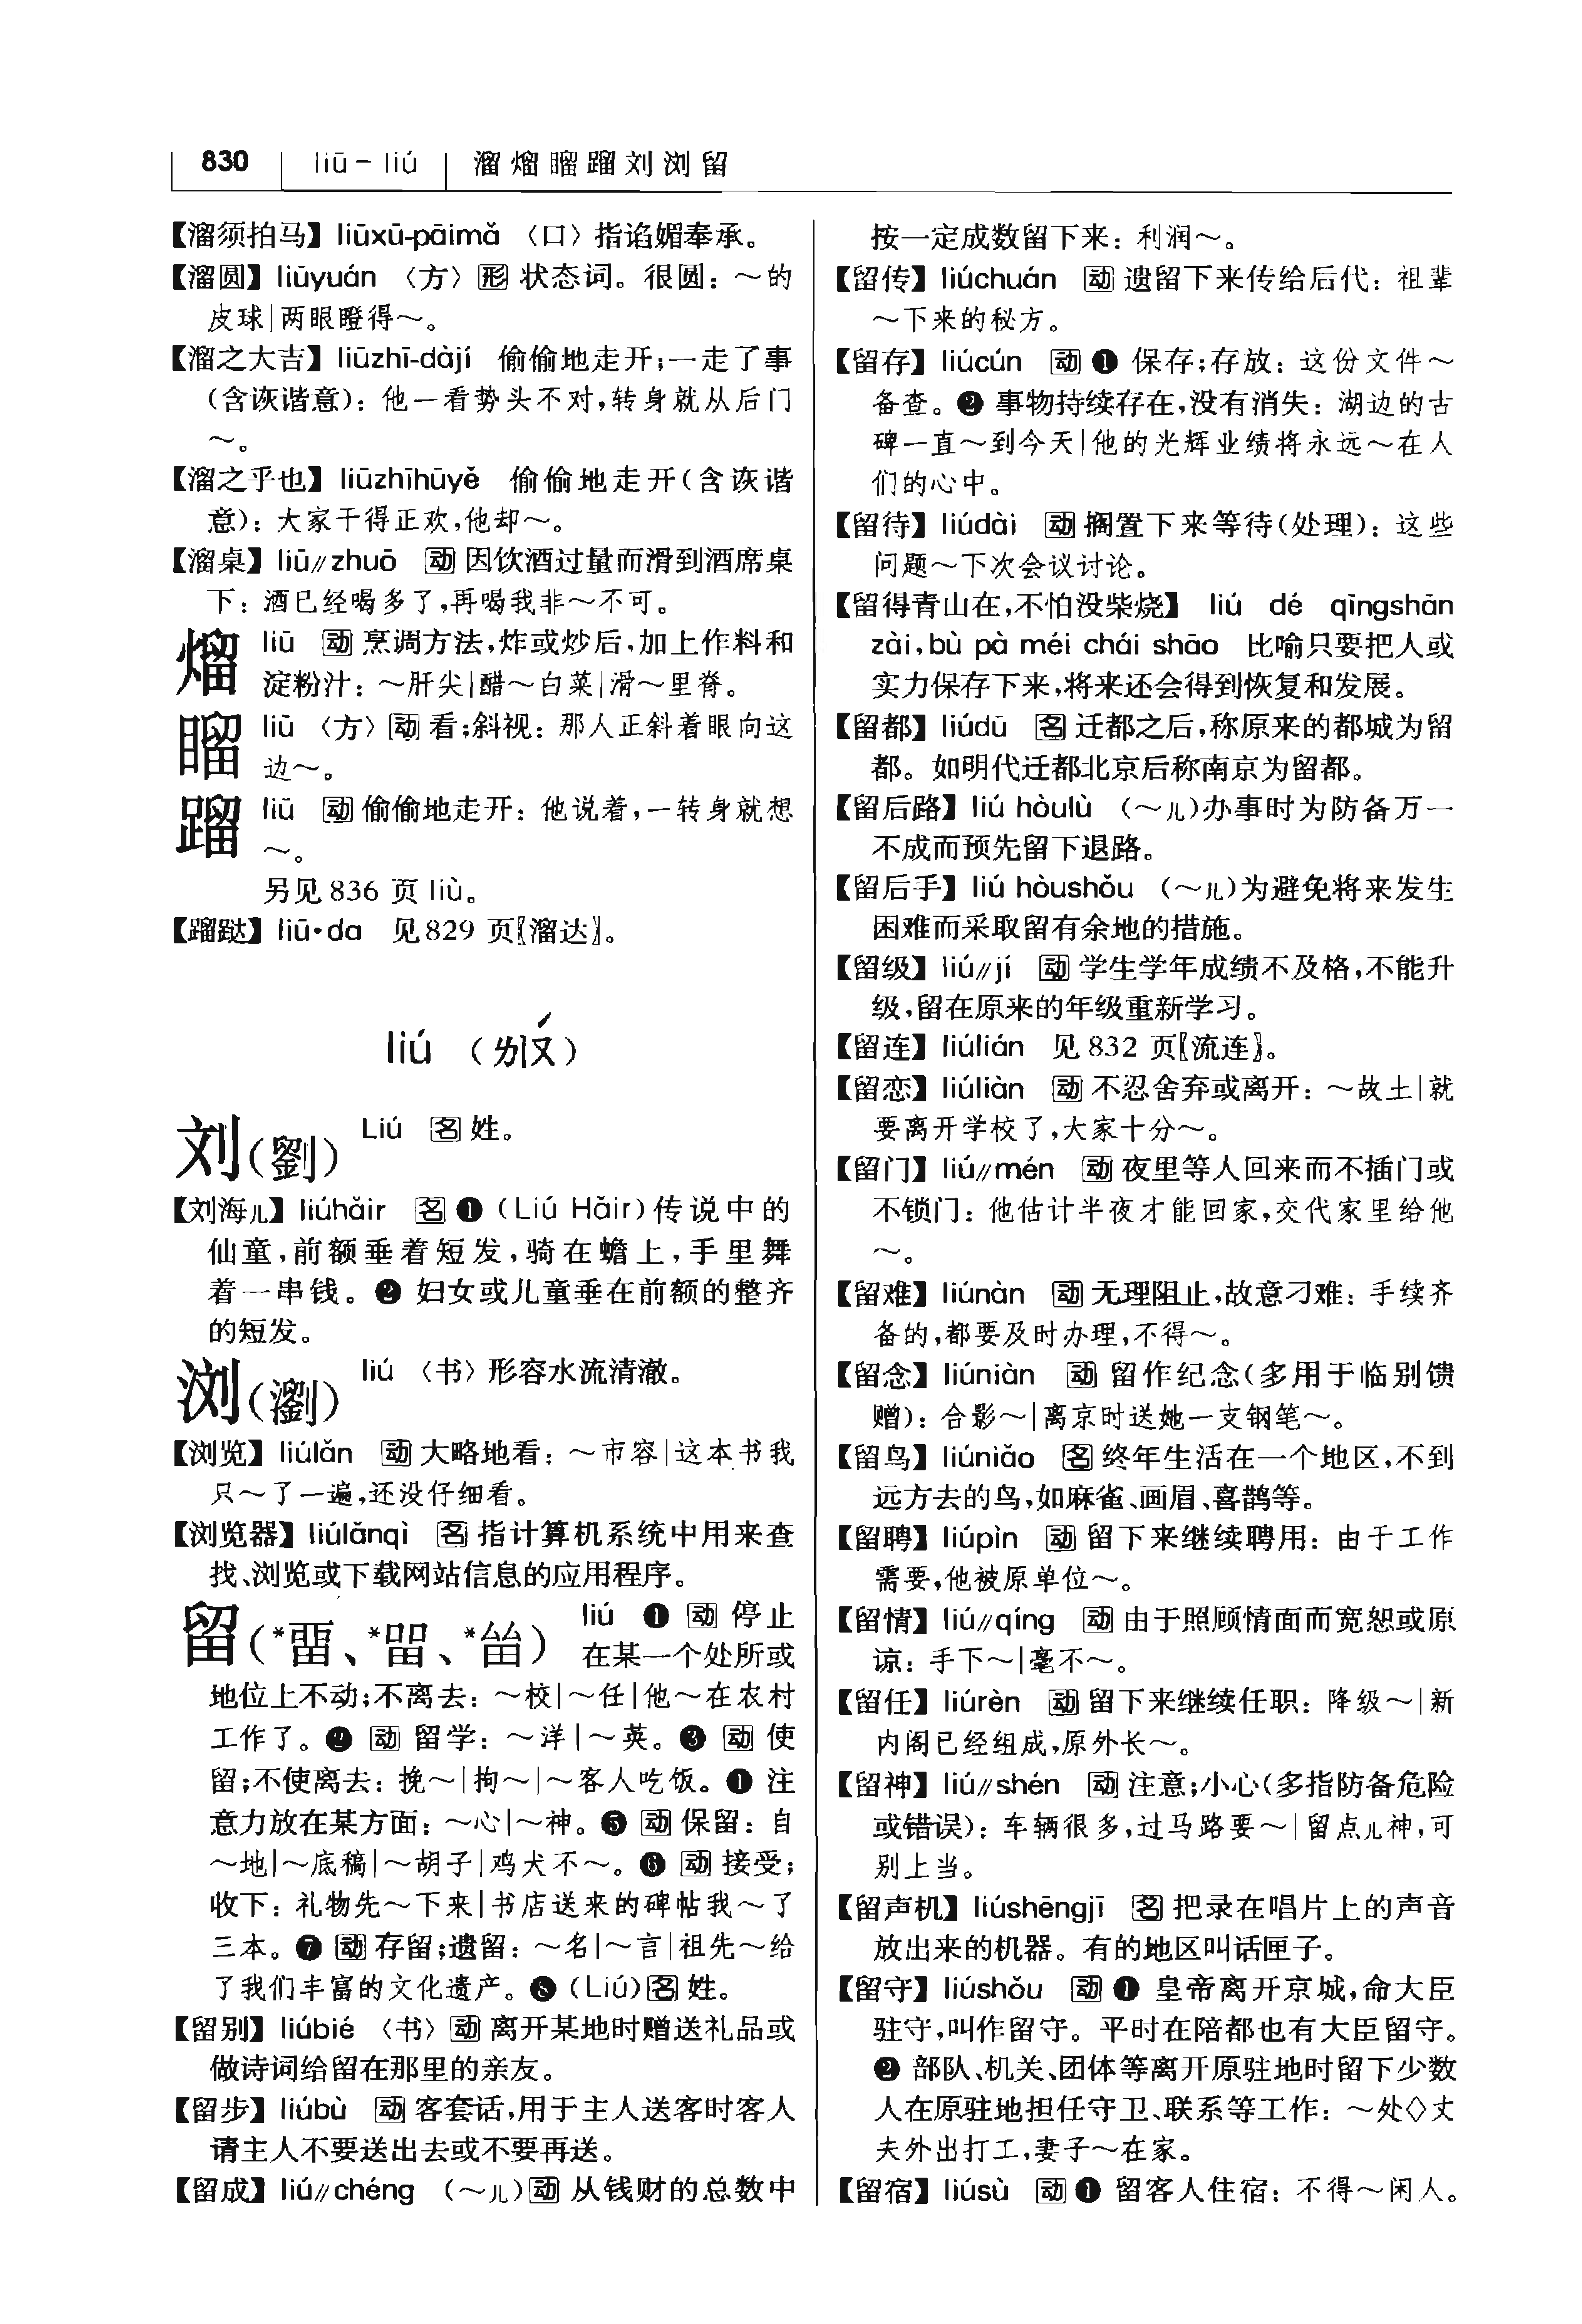 830 liū－liú 溜熘瞘蹓刘浏留
【溜须拍马】liūxū-pāimǎ 〈口〉指谄媚奉承。
【溜圆】liūyuán 〈方〉形 状态词。很圆：～的
皮球|两眼瞪得～。
【溜之大吉】liūzhī-dàjí 偷偷地走开；一走了事
（含诙谐意）：他一看势头不对，转身就从后门
～。
【溜之乎也】liūzhīhūyě 偷偷地走开（含诙谐
意）：大家干得正欢，他却～。
【溜桌】liū//zhuō 动 因饮酒过量而滑到酒席桌
下：酒已经喝多了，再喝我非～不可。
熘 liū 动 烹调方法，炸或炒后，加上作料和
淀粉汁：～肝尖|醋～白菜|滑～里脊。
䁖 liū 〈方〉动 看；斜视：那人正斜着眼向这
边～。
蹓 liū 动 偷偷地走开：他说着，一转身就想
～。
另见836 页 liù。
【蹓跶】liū·da 见829 页〖溜达〗。
liú （ㄌㄧㄡˊ）
刘（劉） Liú 名 姓。
【刘海儿】liúhǎir 名 ❶（Liú Hǎir）传说中的
仙童，前额垂着短发，骑在蟾上，手里舞
着一串钱。❷ 妇女或儿童垂在前额的整齐
的短发。
浏（瀏） liú 〈书〉形容水流清澈。
【浏览】liúlǎn 动 大略地看：～市容|这本书我
只～了一遍，还没仔细看。
【浏览器】liúlǎnqì 名 指计算机系统中用来查
找、浏览或下载网站信息的应用程序。
留（*畱、*畄、*𤲸） liú ❶ 动 停止
在某一个处所或
地位上不动；不离去：～校|～任|他～在农村
工作了。❷ 动 留学：～洋|～英。❸ 动 使
留；不使离去：挽～|拘～|～客人吃饭。❹ 注
意力放在某方面：～心|～神。❺ 动 保留：自
～地|～底稿|～胡子|鸡犬不～。❻ 动 接受；
收下：礼物先～下来|书店送来的碑帖我～了
三本。❼ 动 存留；遗留：～名|～言|祖先～给
了我们丰富的文化遗产。❽（Liú）名 姓。
【留别】liúbié 〈书〉动 离开某地时赠送礼品或
做诗词给留在那里的亲友。
【留步】liúbù 动 客套话，用于主人送客时客人
请主人不要送出去或不要再送。
【留成】liú//chéng （～儿）动 从钱财的总数中
按一定成数留下来：利润～。
【留传】liúchuán 动 遗留下来传给后代：祖辈
～下来的秘方。
【留存】liúcún 动 ❶ 保存；存放：这份文件～
备查。❷ 事物持续存在，没有消失：湖边的古
碑一直～到今天|他的光辉业绩将永远～在人
们的心中。
【留待】liúdài 动 搁置下来等待（处理）：这些
问题～下次会议讨论。
【留得青山在，不怕没柴烧】 liú dé qīngshān
zài，bù pà méi chái shāo 比喻只要把人或
实力保存下来，将来还会得到恢复和发展。
【留都】liúdū 名 迁都之后，称原来的都城为留
都。如明代迁都北京后称南京为留都。
【留后路】liú hòulù （～儿）办事时为防备万一
不成而预先留下退路。
【留后手】liú hòushǒu （～儿）为避免将来发生
困难而采取留有余地的措施。
【留级】liú//jí 动 学生学年成绩不及格，不能升
级，留在原来的年级重新学习。
【留连】liúlián 见832 页〖流连〗。
【留恋】liúliàn 动 不忍舍弃或离开：～故土|就
要离开学校了，大家十分～。
【留门】liú//mén 动 夜里等人回来而不插门或
不锁门：他估计半夜才能回家，交代家里给他
～。
【留难】liúnàn 动 无理阻止，故意刁难：手续齐
备的，都要及时办理，不得～。
【留念】liúniàn 动 留作纪念（多用于临别馈
赠）：合影～|离京时送她一支钢笔～。
【留鸟】liúniǎo 名 终年生活在一个地区，不到
远方去的鸟，如麻雀、画眉、喜鹊等。
【留聘】liúpìn 动 留下来继续聘用：由于工作
需要，他被原单位～。
【留情】liú//qíng 动 由于照顾情面而宽恕或原
谅：手下～|毫不～。
【留任】liúrèn 动 留下来继续任职：降级～|新
内阁已经组成，原外长～。
【留神】liú//shén 动 注意；小心（多指防备危险
或错误）：车辆很多，过马路要～|留点儿神，可
别上当。
【留声机】liúshēngjī 名 把录在唱片上的声音
放出来的机器。有的地区叫话匣子。
【留守】liúshǒu 动 ❶ 皇帝离开京城，命大臣
驻守，叫作留守。平时在陪都也有大臣留守。
❷ 部队、机关、团体等离开原驻地时留下少数
人在原驻地担任守卫、联系等工作：～处◇丈
夫外出打工，妻子～在家。
【留宿】liúsù 动 ❶ 留客人住宿：不得～闲人。